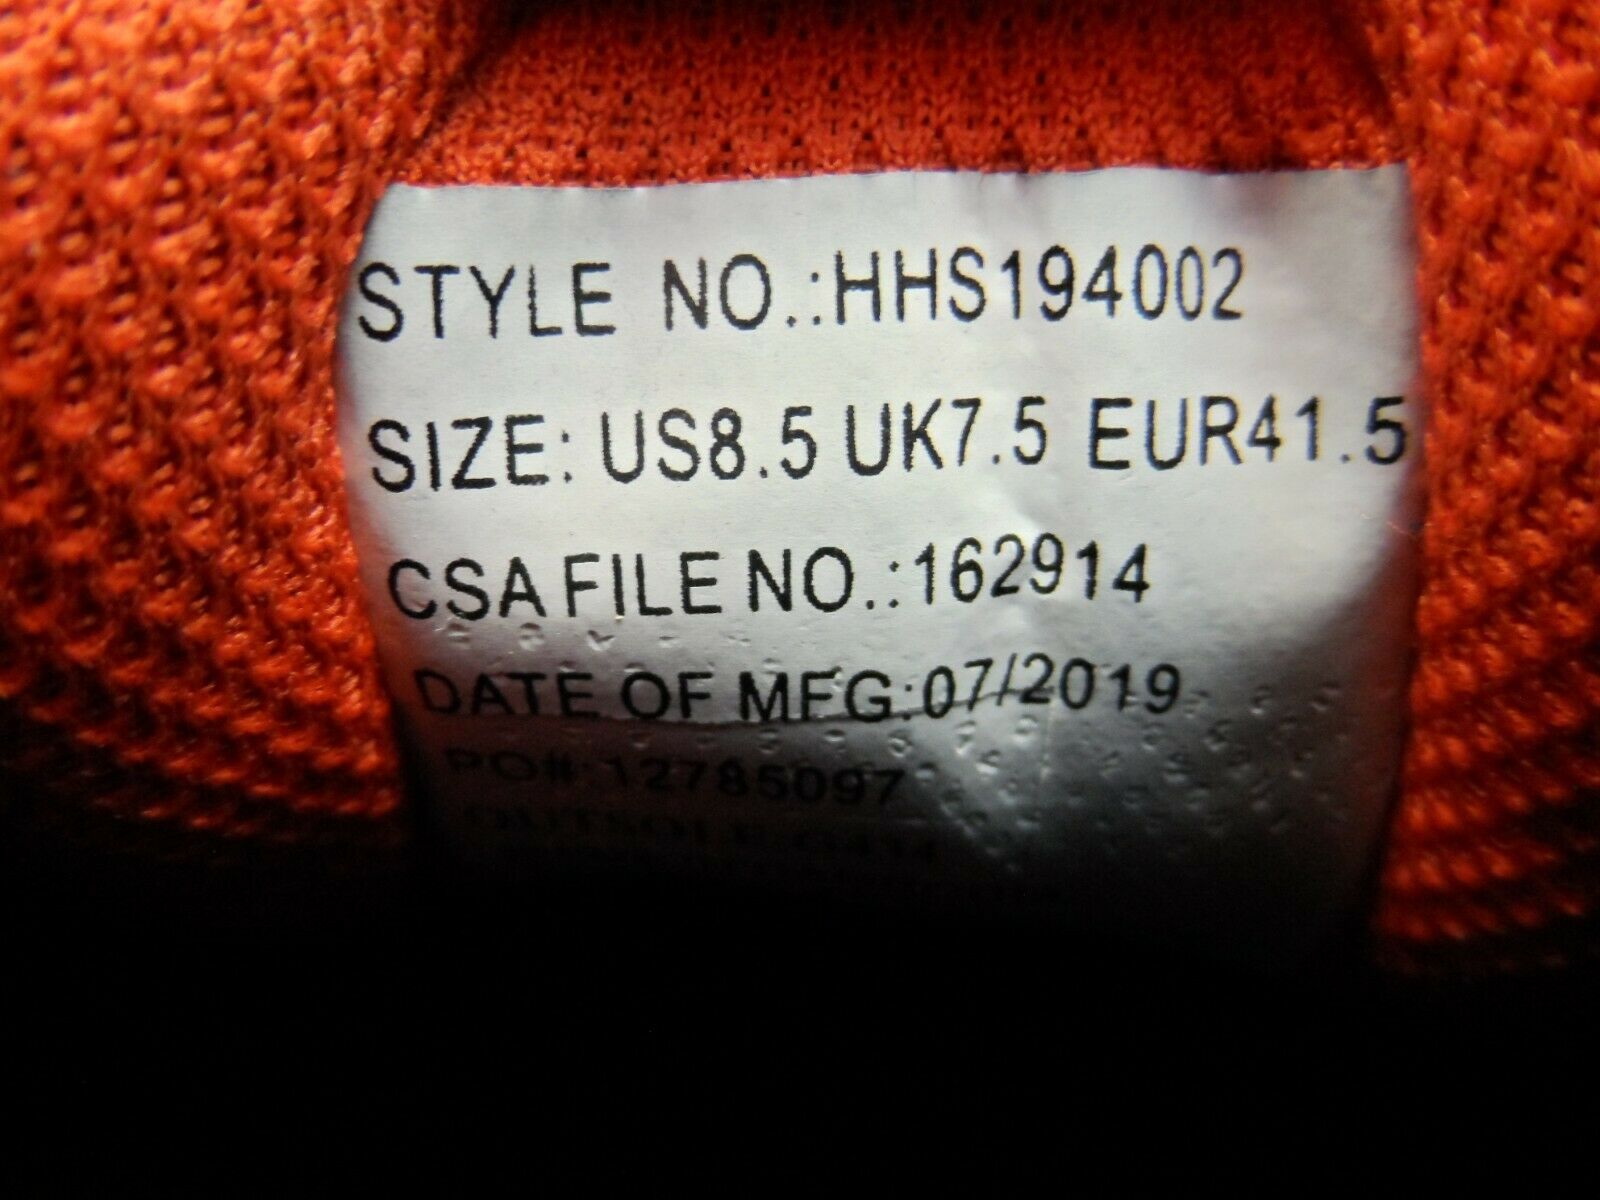 STYLE NO.:HHS194002
SIZE: US8.5 UK7.5 EUR41.5
CSA FILE NO.:162914
DATE OF MFG:07/2019
PO#:12785097
OUTSOLE